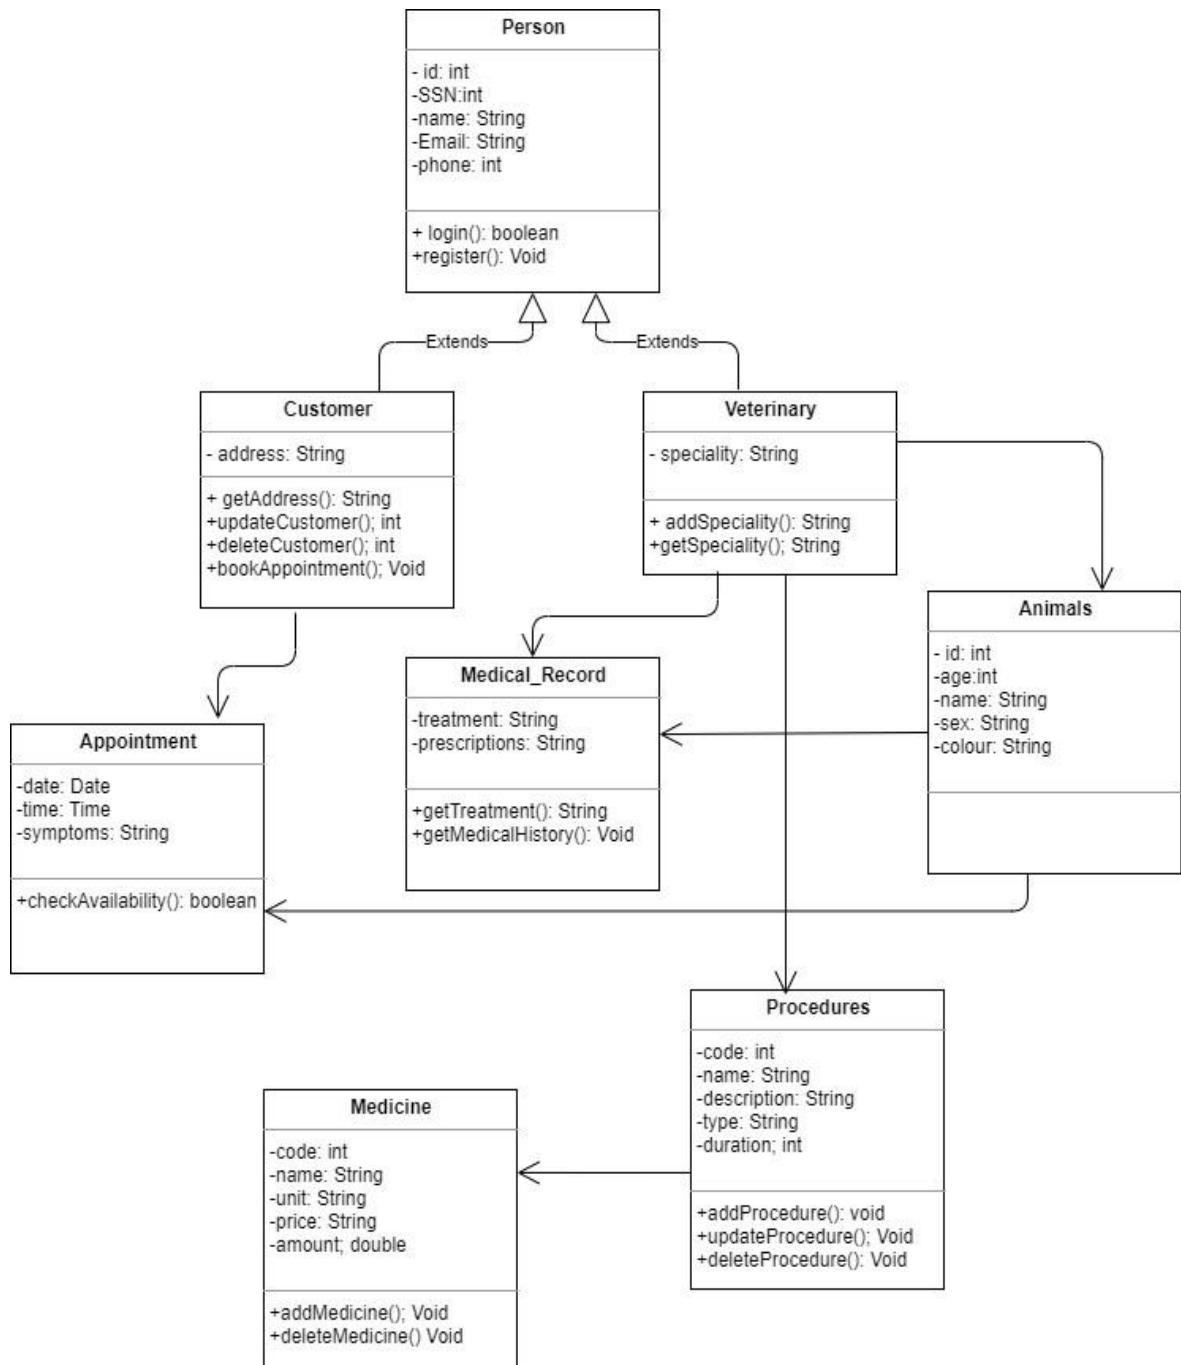 Person
- id: int
-SSN:int
-name: String
-Email: String
-phone: int
+ login(): boolean
+register(): Void
Extends
Extends
Customer
- address: String
+ getAddress(): String
+updateCustomer(); int
+deleteCustomer(); int
+bookAppointment(); Void
Veterinary
- speciality: String
+ addSpeciality(): String
+getSpeciality(); String
Animals
- id: int
-age:int
-name: String
-sex: String
-colour: String
Medical_Record
-treatment: String
-prescriptions: String
+getTreatment(): String
+getMedicalHistory(): Void
Appointment
-date: Date
-time: Time
-symptoms: String
+checkAvailability(): boolean
Procedures
-code: int
-name: String
-description: String
-type: String
-duration; int
+addProcedure(): void
+updateProcedure(); Void
+deleteProcedure(): Void
Medicine
-code: int
-name: String
-unit: String
-price: String
-amount; double
+addMedicine(); Void
+deleteMedicine() Void